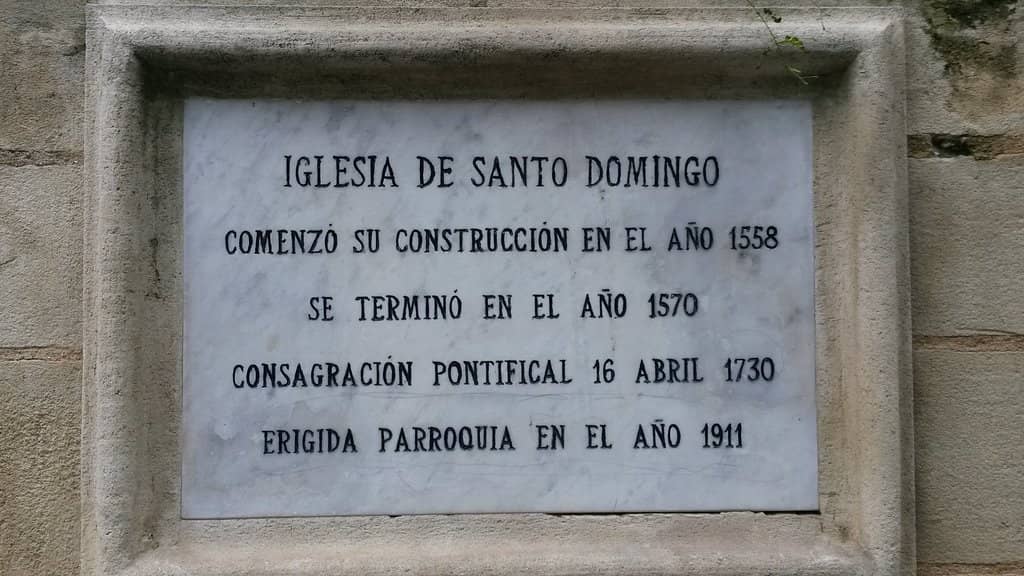 IGLESIA DE SANTO DOMINGO
COMENZÓ SU CONSTRUCCIÓN EN EL AÑO 1558
SE TERMINÓ EN EL AÑO 1570
CONSAGRACIÓN PONTIFICAL 16 ABRIL 1730
ERIGIDA PARROQUIA EN EL AÑO 1911